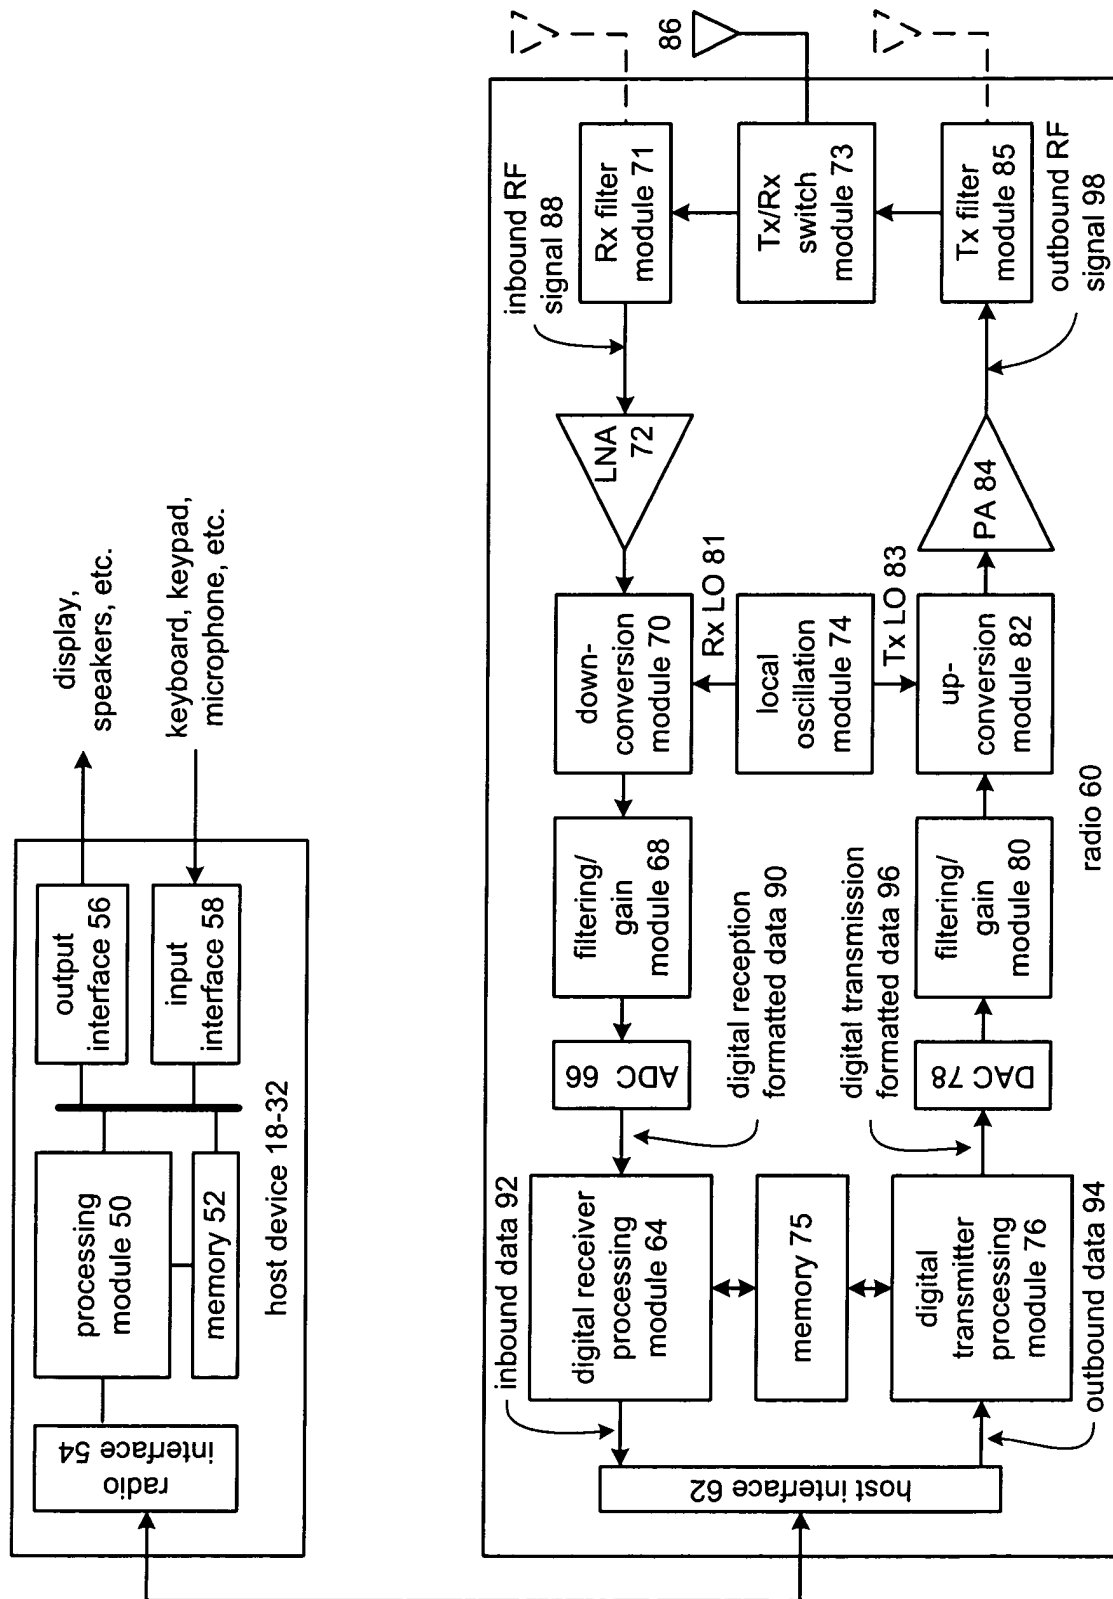 display,
speakers, etc.
keyboard, keypad,
microphone, etc.
output
interface 56
input
interface 58
processing
module 50
memory 52
radio
interface 54
host device 18-32
86
inbound RF
signal 88
Rx filter
module 71
Tx/Rx
switch
module 73
Tx filter
module 85
outbound RF
signal 98
LNA
72
PA 84
down-
conversion
module 70
Rx LO 81
local
oscillation
module 74
Tx LO 83
up-
conversion
module 82
filtering/
gain
module 68
filtering/
gain
module 80
radio 60
ADC 66
digital reception
formatted data 90
digital transmission
formatted data 96
DAC 78
inbound data 92
digital receiver
processing
module 64
memory 75
digital
transmitter
processing
module 76
outbound data 94
host interface 62